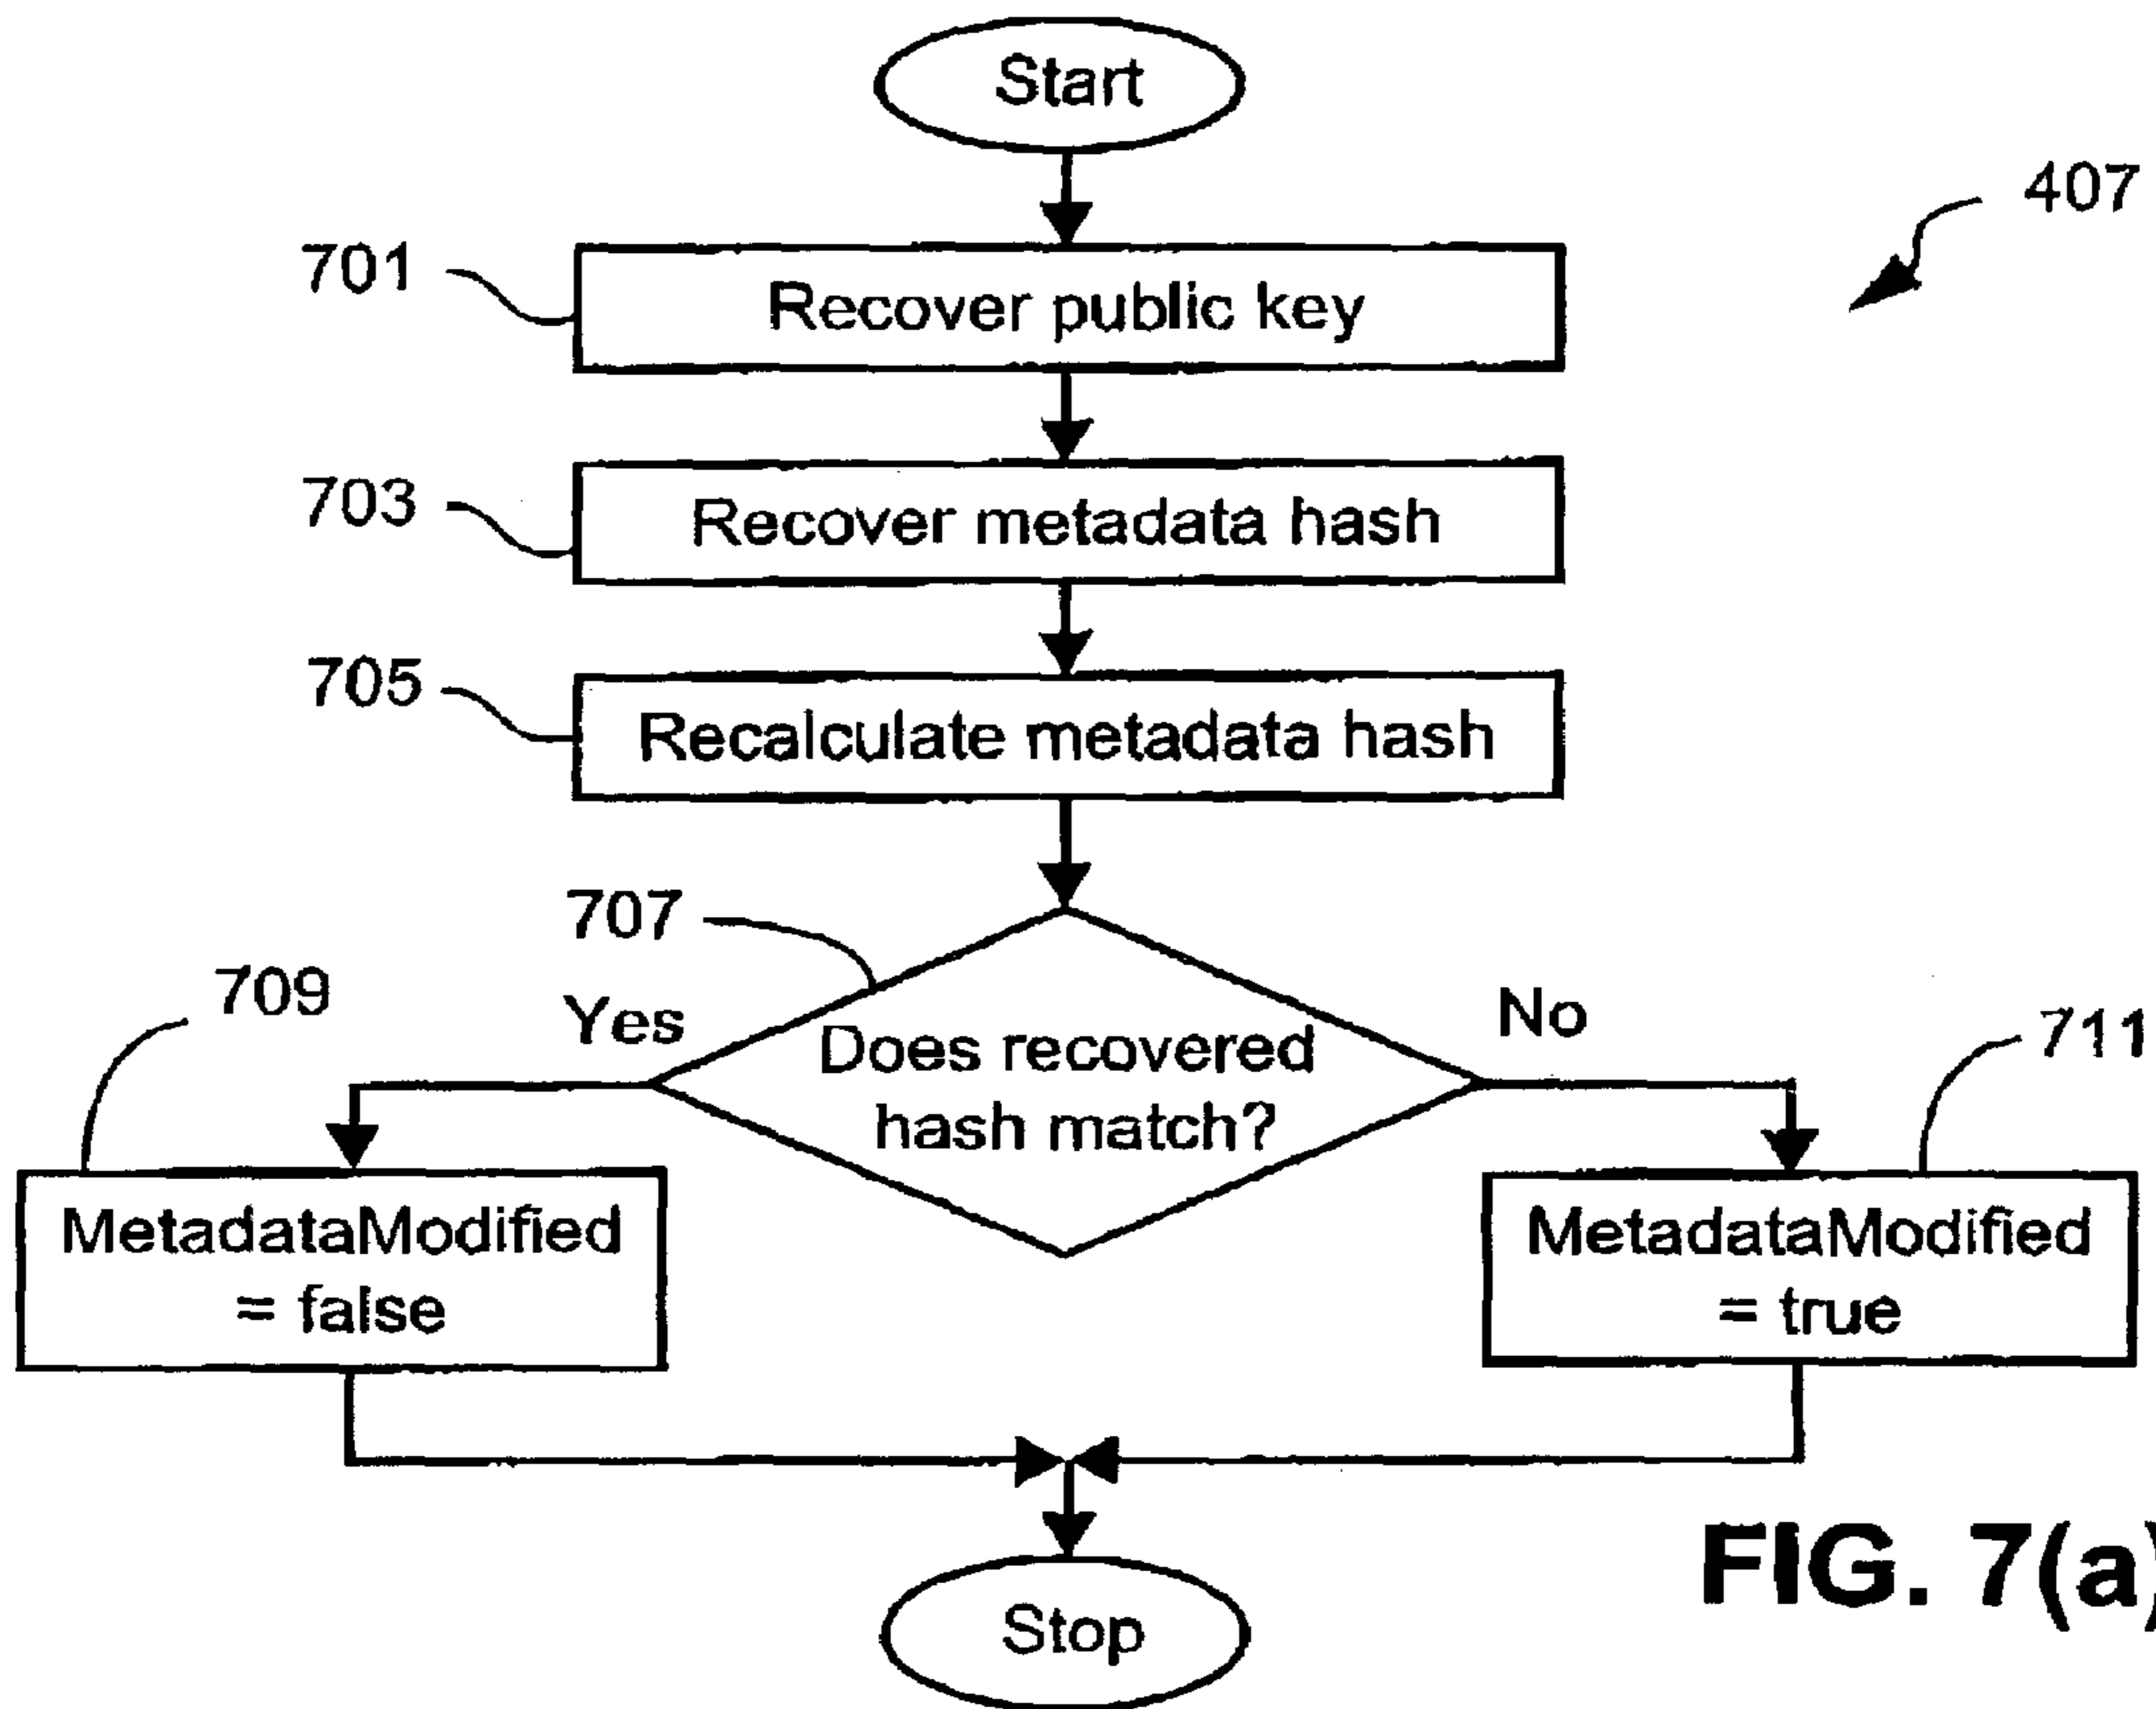 Start
407
701
Recover public key
703
Recover metadata hash
705
Recalculate metadata hash
707
709
Yes
No
711
Does recovered
hash match?
MetadataModified
= false
MetadataModified
= true
FIG. 7(a)
Stop